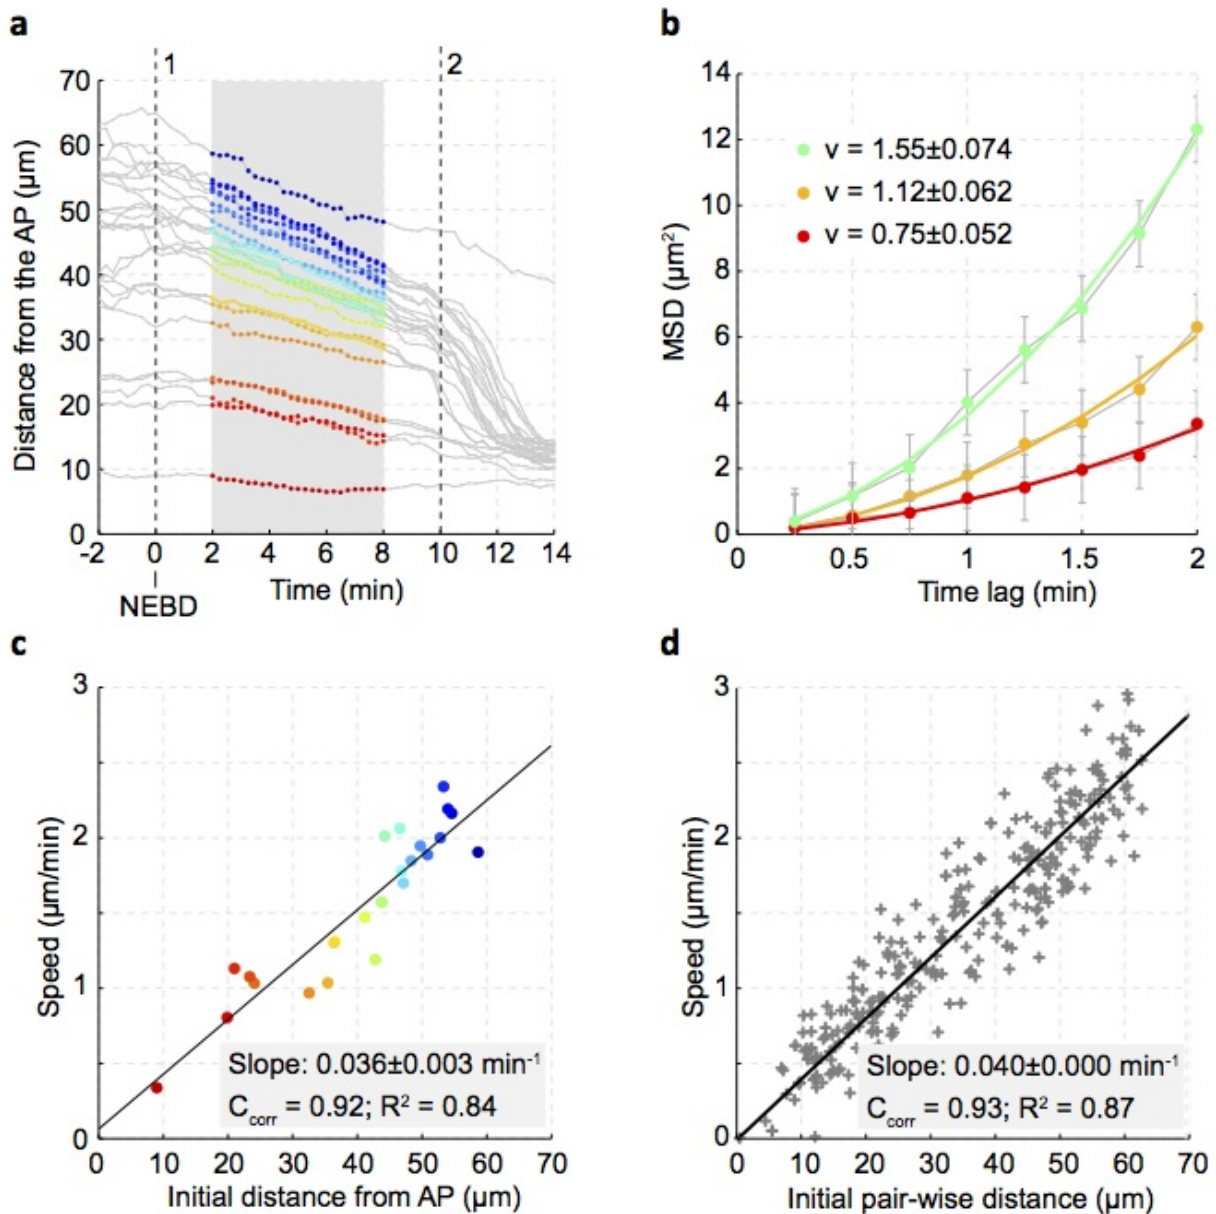 a
1
2
70
60
50
40
30
20
10
0
Distance from the AP (µm)
-2 0 2 4 6 8 10 12 14
Time (min)
NEBD
b
14
12
10
8
6
4
2
0
MSD (µm²)
v = 1.55±0.074
v = 1.12±0.062
v = 0.75±0.052
0 0.5 1 1.5 2
Time lag (min)
c
3
2
1
0
Speed (µm/min)
Slope: 0.036±0.003 min⁻¹
Ccorr = 0.92; R² = 0.84
0 10 20 30 40 50 60 70
Initial distance from AP (µm)
d
3
2
1
0
Speed (µm/min)
Slope: 0.040±0.000 min⁻¹
Ccorr = 0.93; R² = 0.87
0 10 20 30 40 50 60 70
Initial pair-wise distance (µm)